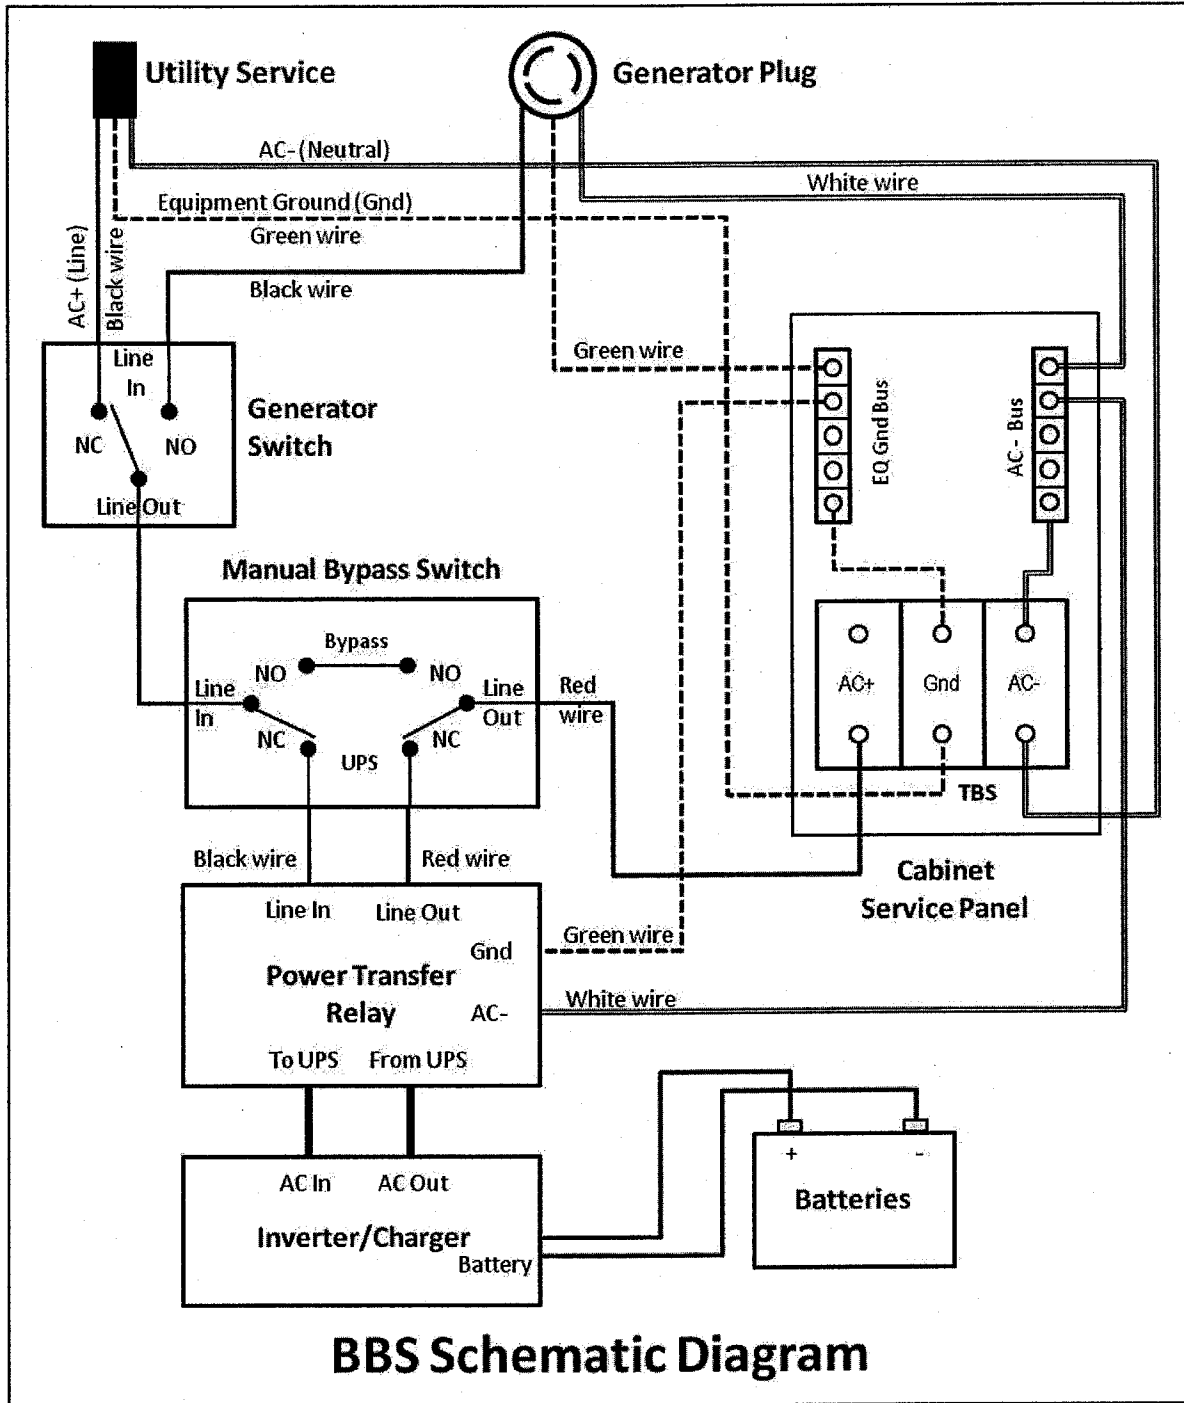 Utility Service
Generator Plug
AC- (Neutral)
White wire
Equipment Ground (Gnd)
Green wire
AC+ (Line)
Black wire
Black wire
Line
In
NC
NO
Line Out
Generator
Switch
Green wire
EQ Gnd Bus
AC - Bus
Manual Bypass Switch
Bypass
NO
NO
Line
In
Line
Out
NC
NC
UPS
Red
wire
AC+
Gnd
AC-
TBS
Cabinet
Service Panel
Black wire
Red wire
Line In
Line Out
Gnd
Green wire
Power Transfer
Relay
AC-
White wire
To UPS
From UPS
AC In
AC Out
Inverter/Charger
Battery
+
-
Batteries
BBS Schematic Diagram